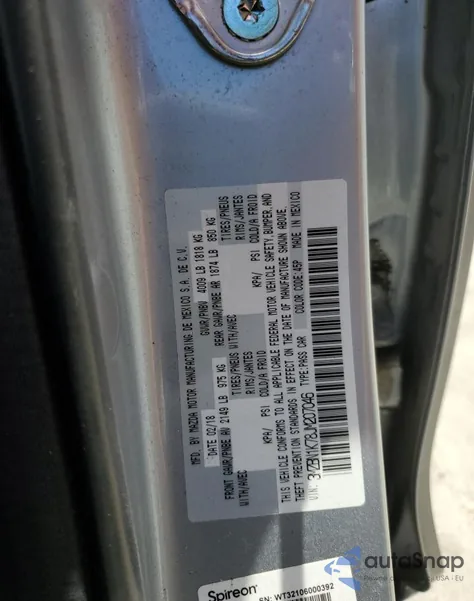 MFD. BY MAZDA MOTOR MANUFACTURING DE MEXICO S.A. DE C.V.
DATE 02/18 GVWR/PNBV 4009 LB 1818 KG
FRONT GAWR/PNBE AV 2149 LB 975 KG REAR GAWR/PNBE AR 1874 LB 850 KG
WITH/AVEC TIRES/PNEUS WITH/AVEC TIRES/PNEUS
RIMS/JANTES RIMS/JANTES
KPA/ PSI COLD/A FROID KPA/ PSI COLD/A FROID
THIS VEHICLE CONFORMS TO ALL APPLICABLE FEDERAL MOTOR VEHICLE SAFETY, BUMPER, AND
THEFT PREVENTION STANDARDS IN EFFECT ON THE DATE OF MANUFACTURE SHOWN ABOVE.
VIN: TYPE:PASS CAR COLOR CODE:45P MADE IN MEXICO
Spireon
SN: WT32106000392
autoSnap